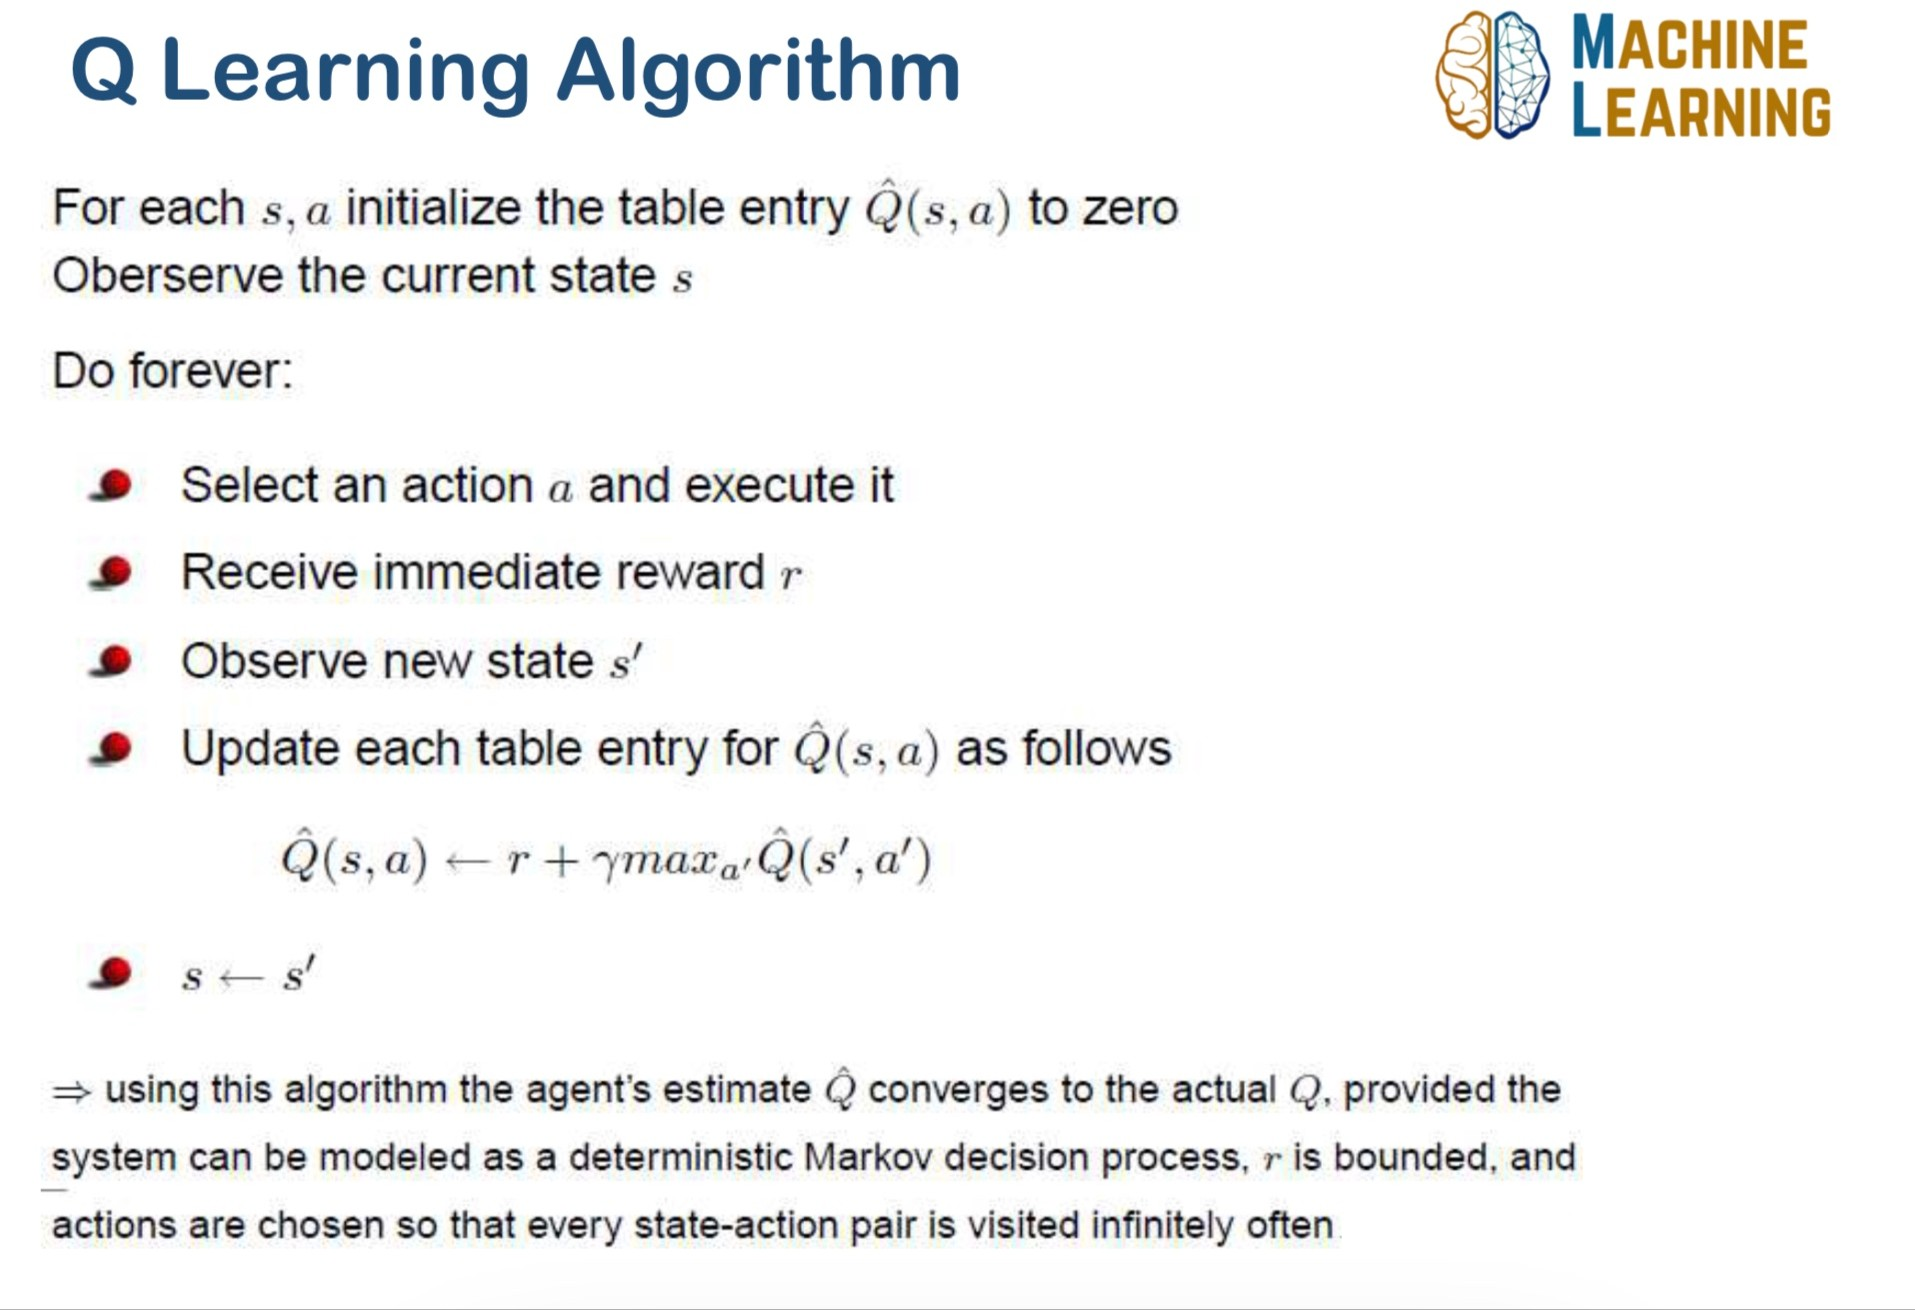 Q Learning Algorithm
MACHINE
LEARNING
For each s, a initialize the table entry Q̂(s, a) to zero
Oberserve the current state s
Do forever:
Select an action a and execute it
Receive immediate reward r
Observe new state s′
Update each table entry for Q̂(s, a) as follows
Q̂(s, a) ← r + γmaxₐ′Q̂(s′, a′)
s ← s′
⇒ using this algorithm the agent's estimate Q̂ converges to the actual Q, provided the
system can be modeled as a deterministic Markov decision process, r is bounded, and
actions are chosen so that every state-action pair is visited infinitely often